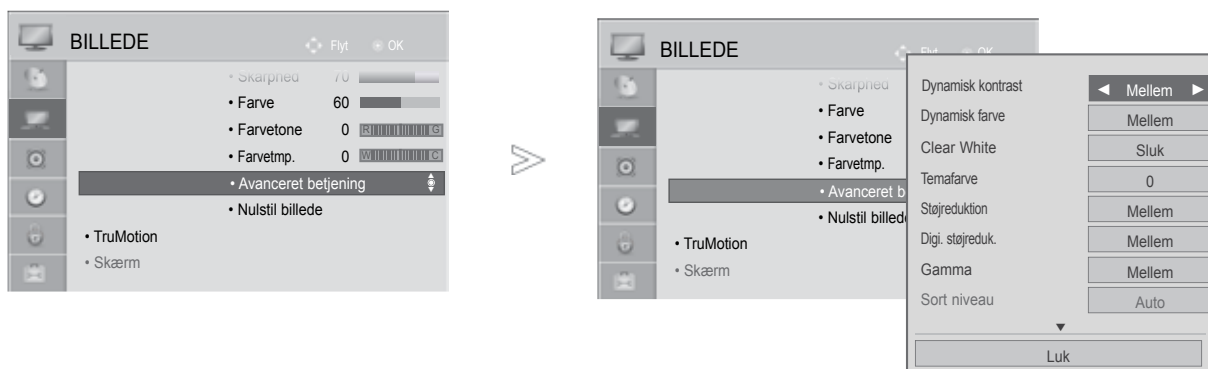 BILLEDE Flyt OK
• Skarphed 70
• Farve 60
• Farvetone 0 R G
• Farvetmp. 0 W C
• Avanceret betjening
• Nulstil billede
• TruMotion
• Skærm
BILLEDE Flyt OK
• Skarphed
• Farve
• Farvetone
• Farvetmp.
• Avanceret b
• Nulstil billede
• TruMotion
• Skærm
Dynamisk kontrast ◄ Mellem ►
Dynamisk farve Mellem
Clear White Sluk
Temafarve 0
Støjreduktion Mellem
Digi. støjreduk. Mellem
Gamma Mellem
Sort niveau Auto
▼
Luk